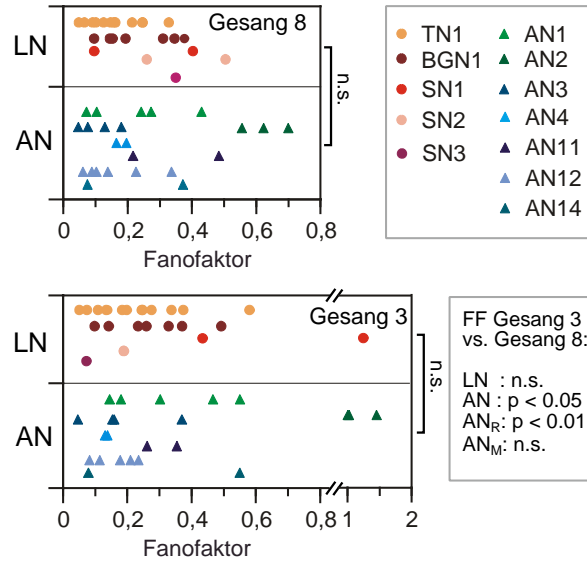 Gesang 8
LN
AN
n.s.
0 0,2 0,4 0,6 0,8
Fanofaktor
TN1
BGN1
SN1
SN2
SN3
AN1
AN2
AN3
AN4
AN11
AN12
AN14
Gesang 3
LN
AN
n.s.
0 0,2 0,4 0,6 0,8 1 2
Fanofaktor
FF Gesang 3
vs. Gesang 8:
LN : n.s.
AN : p < 0.05
ANR: p < 0.01
ANM: n.s.